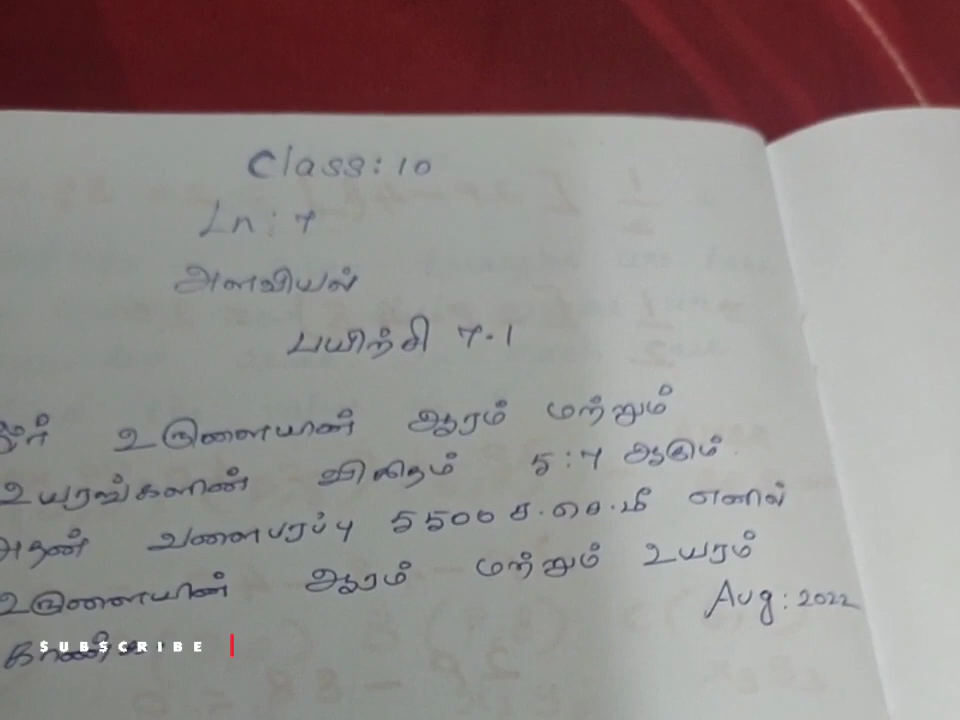 Class: 10
Ln: 7
அளவியல்
பயிற்சி 7.1
ஓர் உருளையின் ஆரம் மற்றும்
உயரங்களின் விகிதம் 5:7 ஆகும்.
அதன் வளைபரப்பு 5500 ச.செ.மீ எனில்
உருளையின் ஆரம் மற்றும் உயரம்
Aug: 2022
SUBSCRIBE